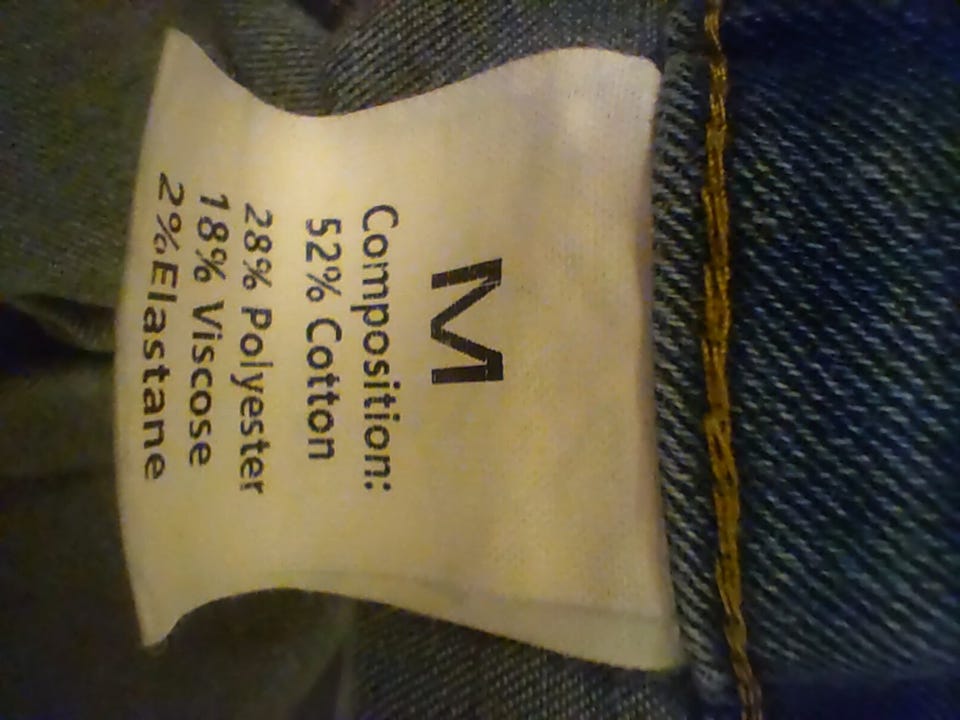 M
Composition:
52% Cotton
28% Polyester
18% Viscose
2%Elastane